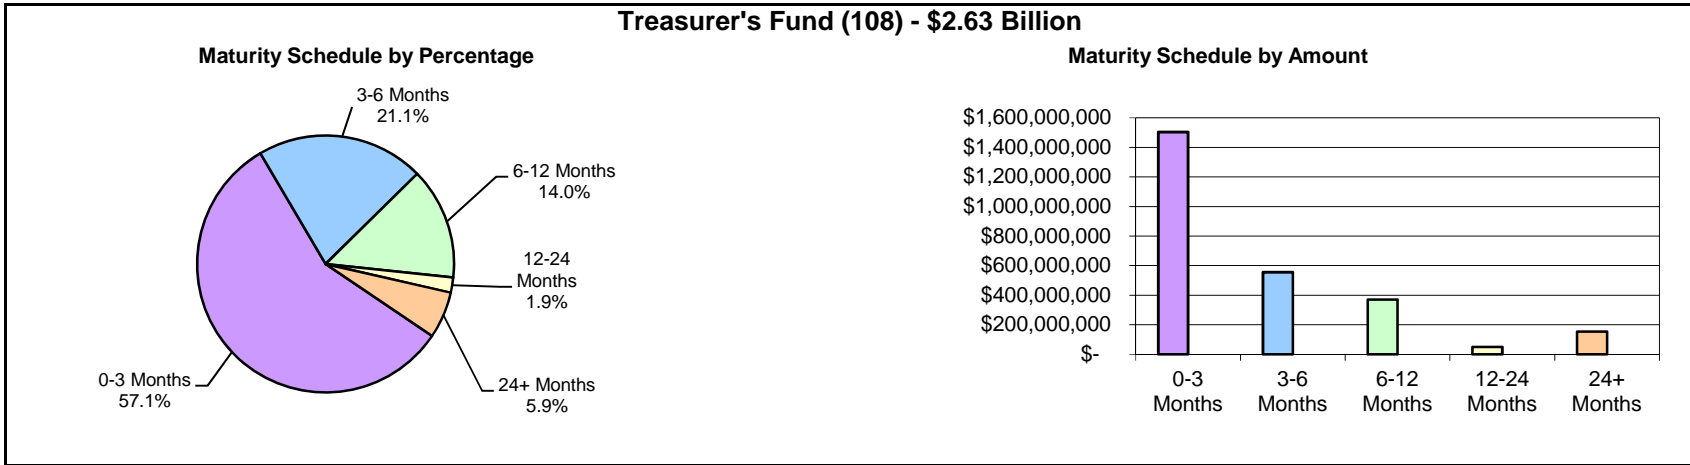 Treasurer's Fund (108) - $2.63 Billion
Maturity Schedule by Percentage
3-6 Months
21.1%
6-12 Months
14.0%
12-24
Months
1.9%
24+ Months
5.9%
0-3 Months
57.1%
Maturity Schedule by Amount
$1,600,000,000
$1,400,000,000
$1,200,000,000
$1,000,000,000
$800,000,000
$600,000,000
$400,000,000
$200,000,000
$-
0-3 3-6 6-12 12-24 24+
Months Months Months Months Months